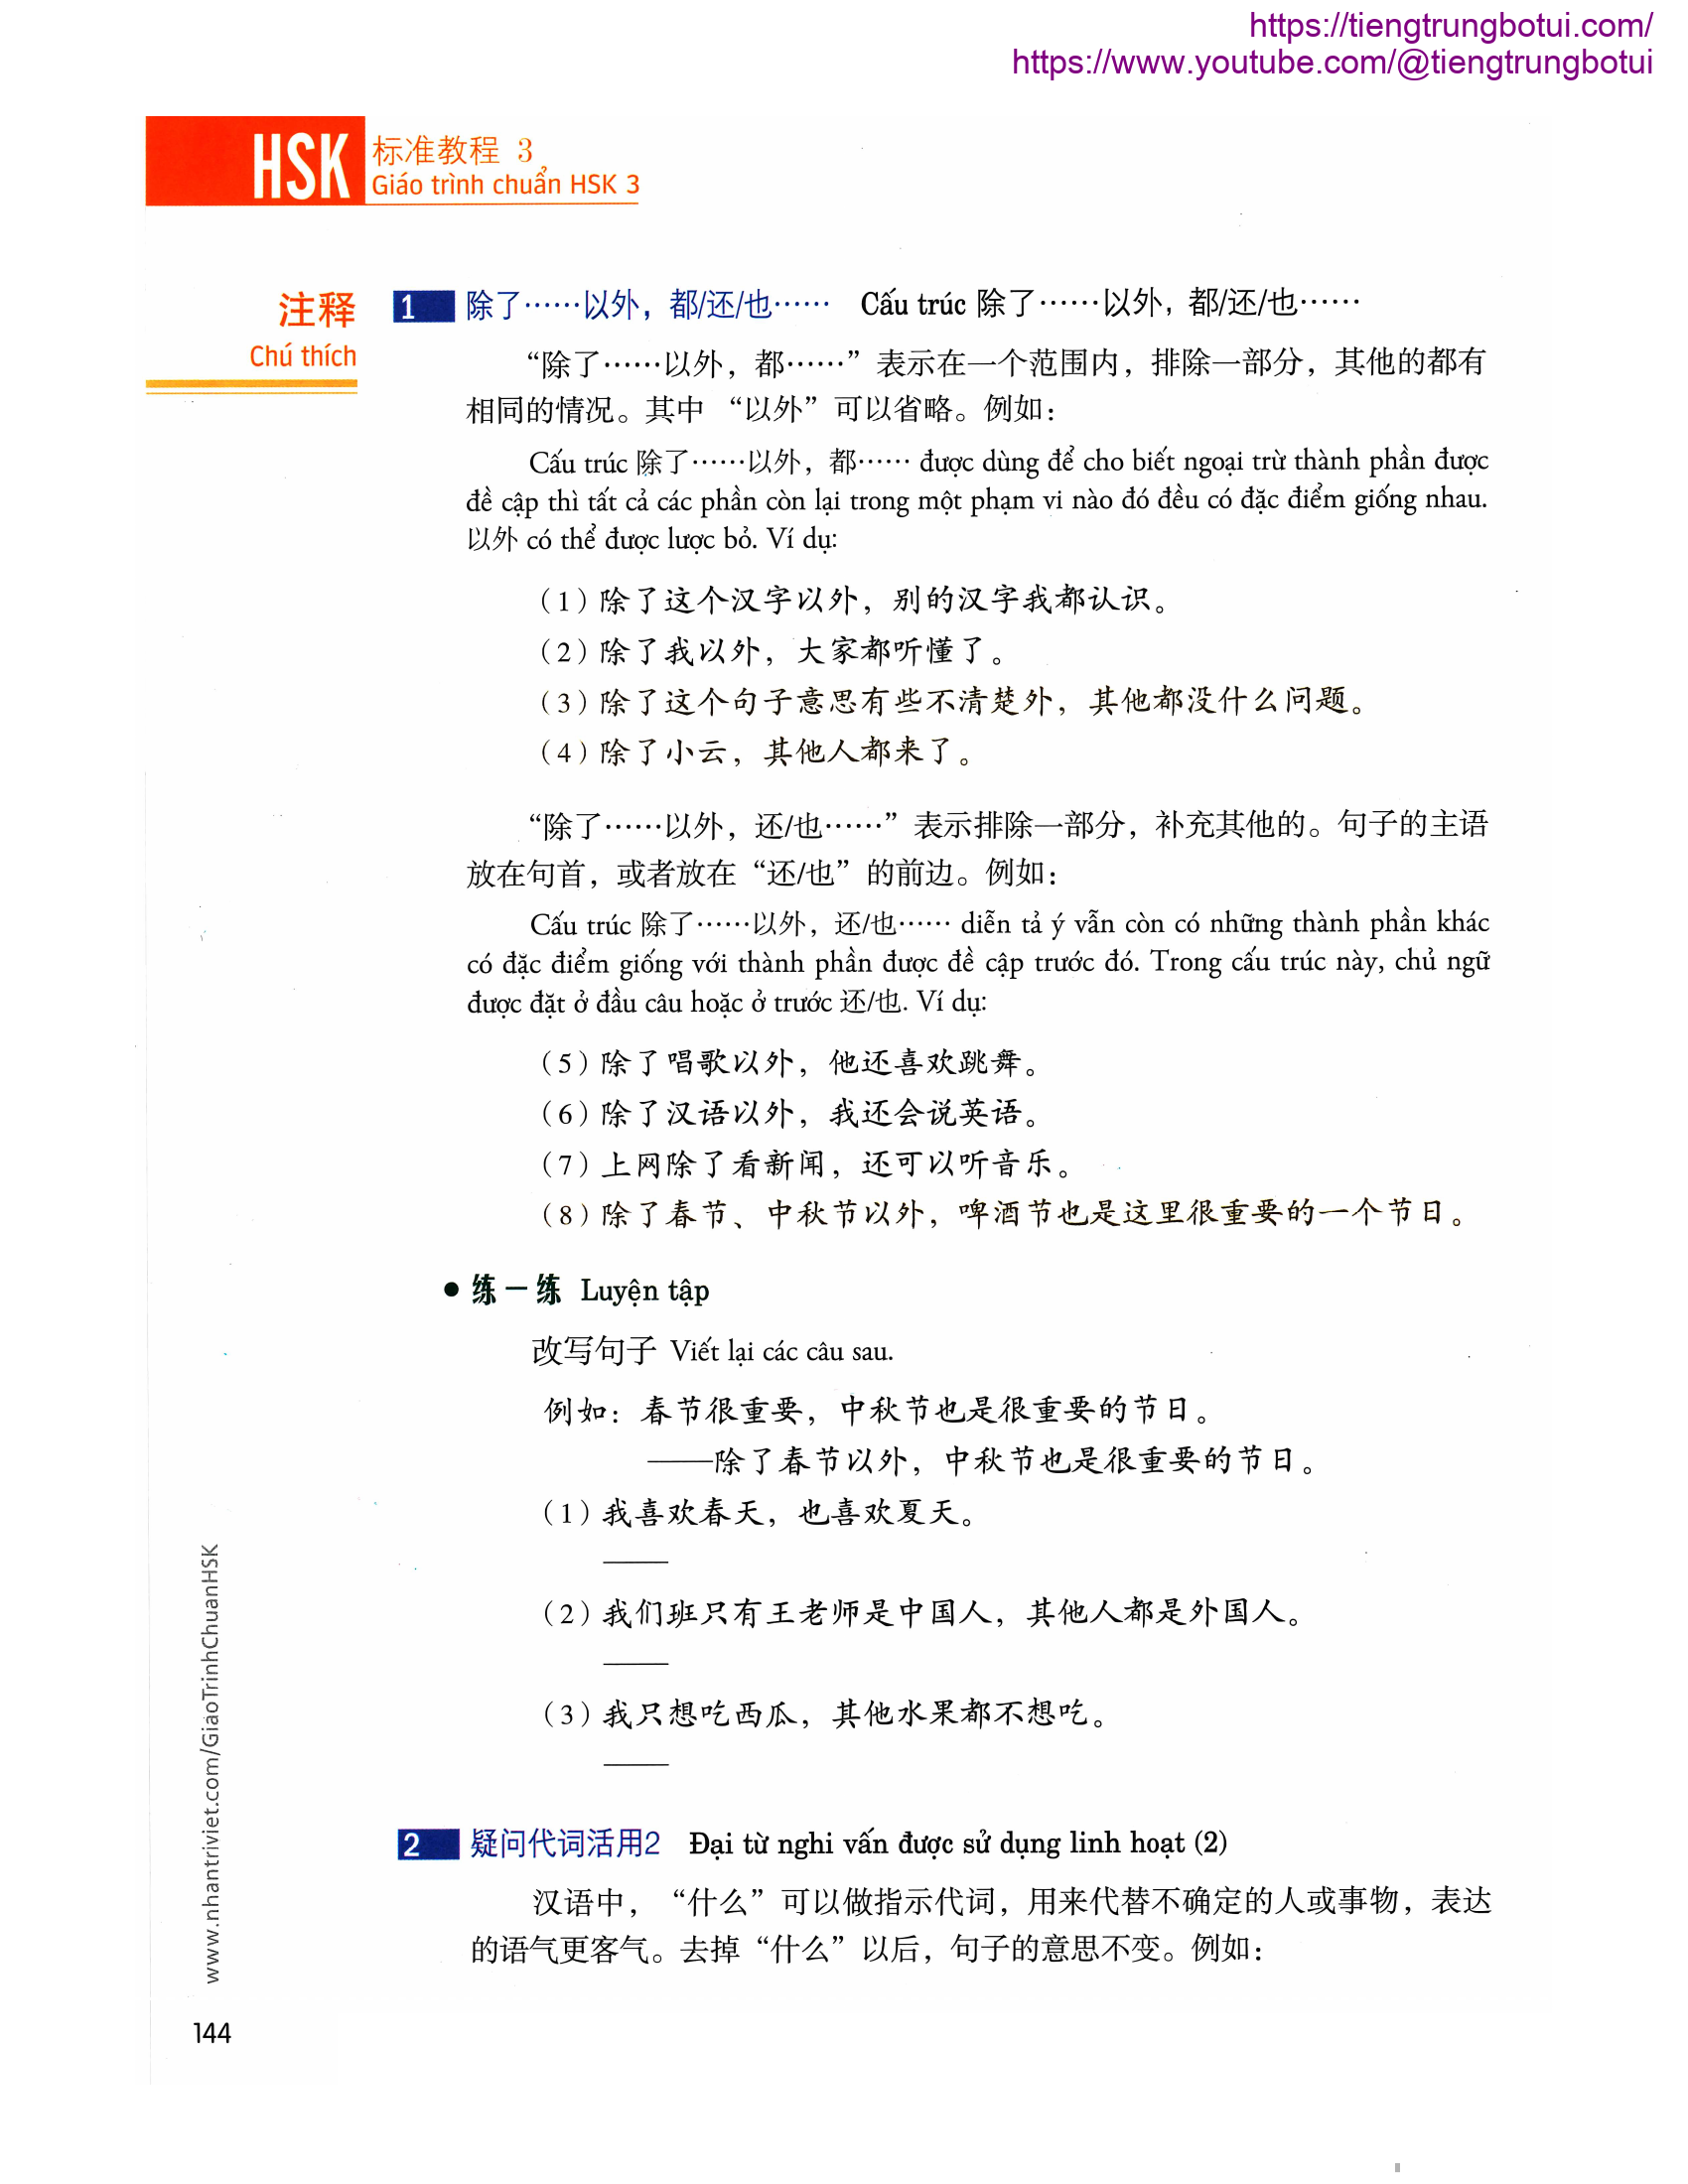 https://tiengtrungbotui.com/
https://www.youtube.com/@tiengtrungbotui
HSK 标准教程 3
Giáo trình chuẩn HSK 3
注释
Chú thích
1 除了……以外，都/还/也…… Cấu trúc 除了……以外，都/还/也……
“除了……以外，都……”表示在一个范围内，排除一部分，其他的都有
相同的情况。其中“以外”可以省略。例如：
Cấu trúc 除了……以外，都…… được dùng để cho biết ngoại trừ thành phần được
đề cập thì tất cả các phần còn lại trong một phạm vi nào đó đều có đặc điểm giống nhau.
以外 có thể được lược bỏ. Ví dụ:
（1）除了这个汉字以外，别的汉字我都认识。
（2）除了我以外，大家都听懂了。
（3）除了这个句子意思有些不清楚外，其他都没什么问题。
（4）除了小云，其他人都来了。
“除了……以外，还/也……”表示排除一部分，补充其他的。句子的主语
放在句首，或者放在“还/也”的前边。例如：
Cấu trúc 除了……以外，还/也…… diễn tả ý vẫn còn có những thành phần khác
có đặc điểm giống với thành phần được đề cập trước đó. Trong cấu trúc này, chủ ngữ
được đặt ở đầu câu hoặc ở trước 还/也. Ví dụ:
（5）除了唱歌以外，他还喜欢跳舞。
（6）除了汉语以外，我还会说英语。
（7）上网除了看新闻，还可以听音乐。
（8）除了春节、中秋节以外，啤酒节也是这里很重要的一个节日。
● 练一练 Luyện tập
改写句子 Viết lại các câu sau.
例如：春节很重要，中秋节也是很重要的节日。
——除了春节以外，中秋节也是很重要的节日。
（1）我喜欢春天，也喜欢夏天。
——
（2）我们班只有王老师是中国人，其他人都是外国人。
——
（3）我只想吃西瓜，其他水果都不想吃。
——
2 疑问代词活用2 Đại từ nghi vấn được sử dụng linh hoạt (2)
汉语中，“什么”可以做指示代词，用来代替不确定的人或事物，表达
的语气更客气。去掉“什么”以后，句子的意思不变。例如：
www.nhantriviet.com/GiaoTrinhChuanHSK
144